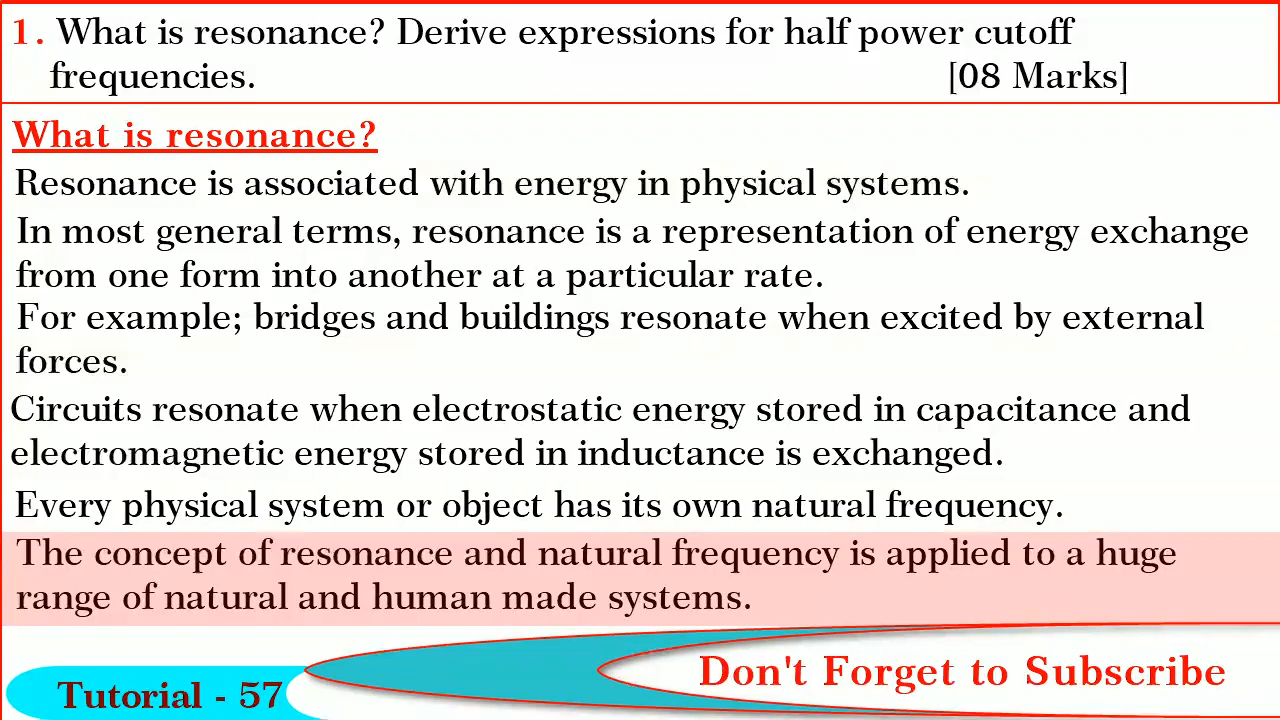 1. What is resonance? Derive expressions for half power cutoff
frequencies. [08 Marks]
What is resonance?
Resonance is associated with energy in physical systems.
In most general terms, resonance is a representation of energy exchange
from one form into another at a particular rate.
For example; bridges and buildings resonate when excited by external
forces.
Circuits resonate when electrostatic energy stored in capacitance and
electromagnetic energy stored in inductance is exchanged.
Every physical system or object has its own natural frequency.
The concept of resonance and natural frequency is applied to a huge
range of natural and human made systems.
Don't Forget to Subscribe
Tutorial - 57